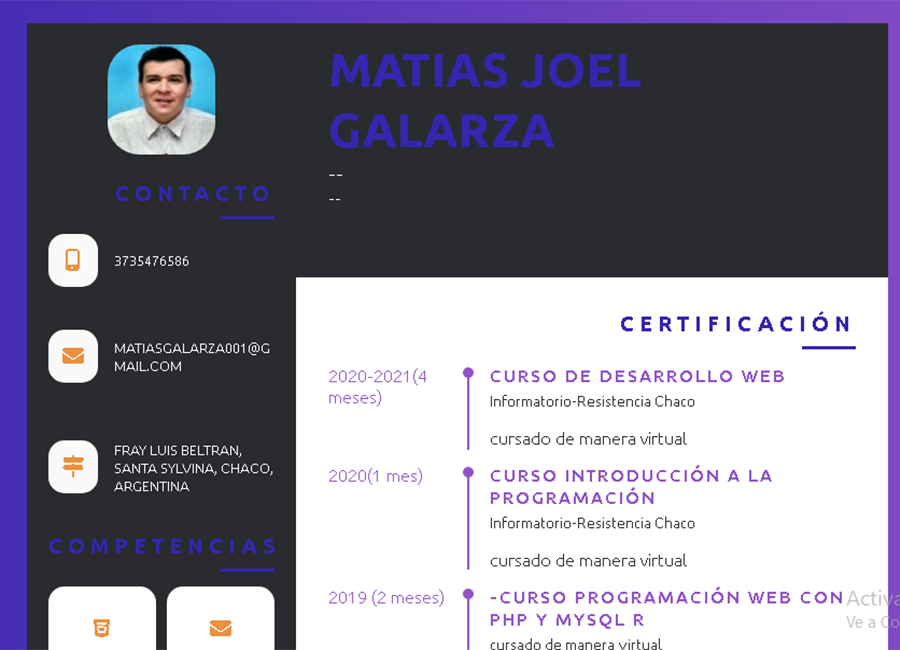 MATIAS JOEL
GALARZA
--
--
CONTACTO
3735476586
MATIASGALARZA001@G
MAIL.COM
FRAY LUIS BELTRAN,
SANTA SYLVINA, CHACO,
ARGENTINA
COMPETENCIAS
CERTIFICACIÓN
2020-2021(4
meses)
CURSO DE DESARROLLO WEB
Informatorio-Resistencia Chaco
cursado de manera virtual
2020(1 mes)
CURSO INTRODUCCIÓN A LA
PROGRAMACIÓN
Informatorio-Resistencia Chaco
cursado de manera virtual
2019 (2 meses)
-CURSO PROGRAMACIÓN WEB CON
PHP Y MYSQL R
cursado de manera virtual
Activa
Ve a Co